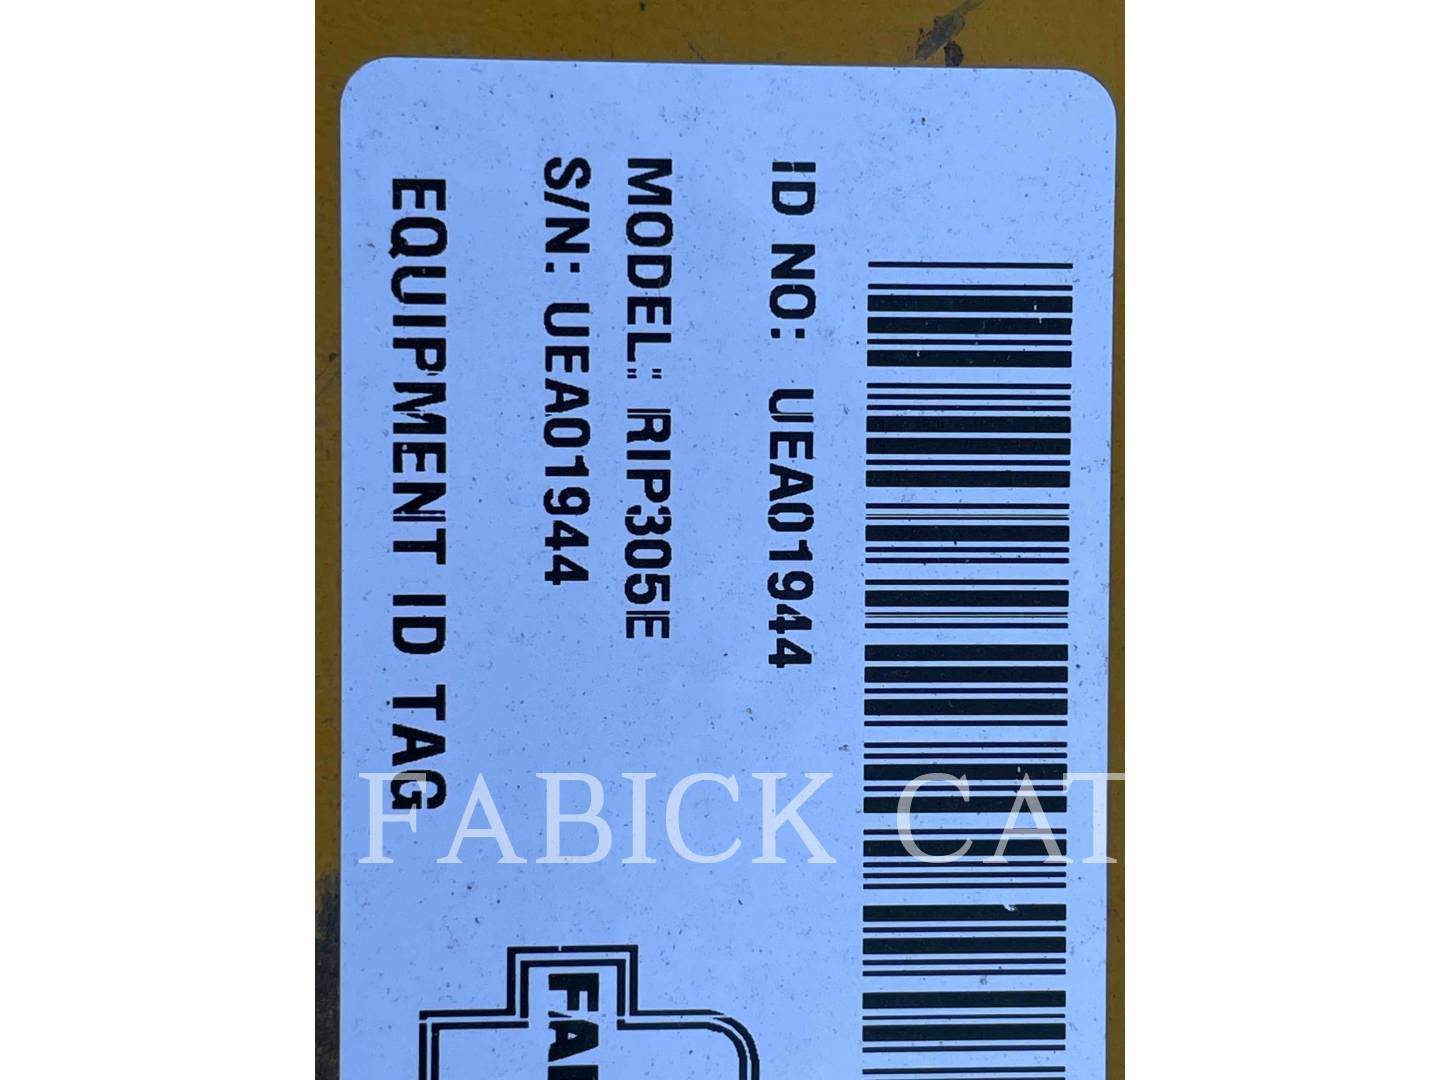 ID NO: UEA01944
MODEL: RIP305E
S/N: UEA01944
EQUIPMENT ID TAG
FABICK CAT